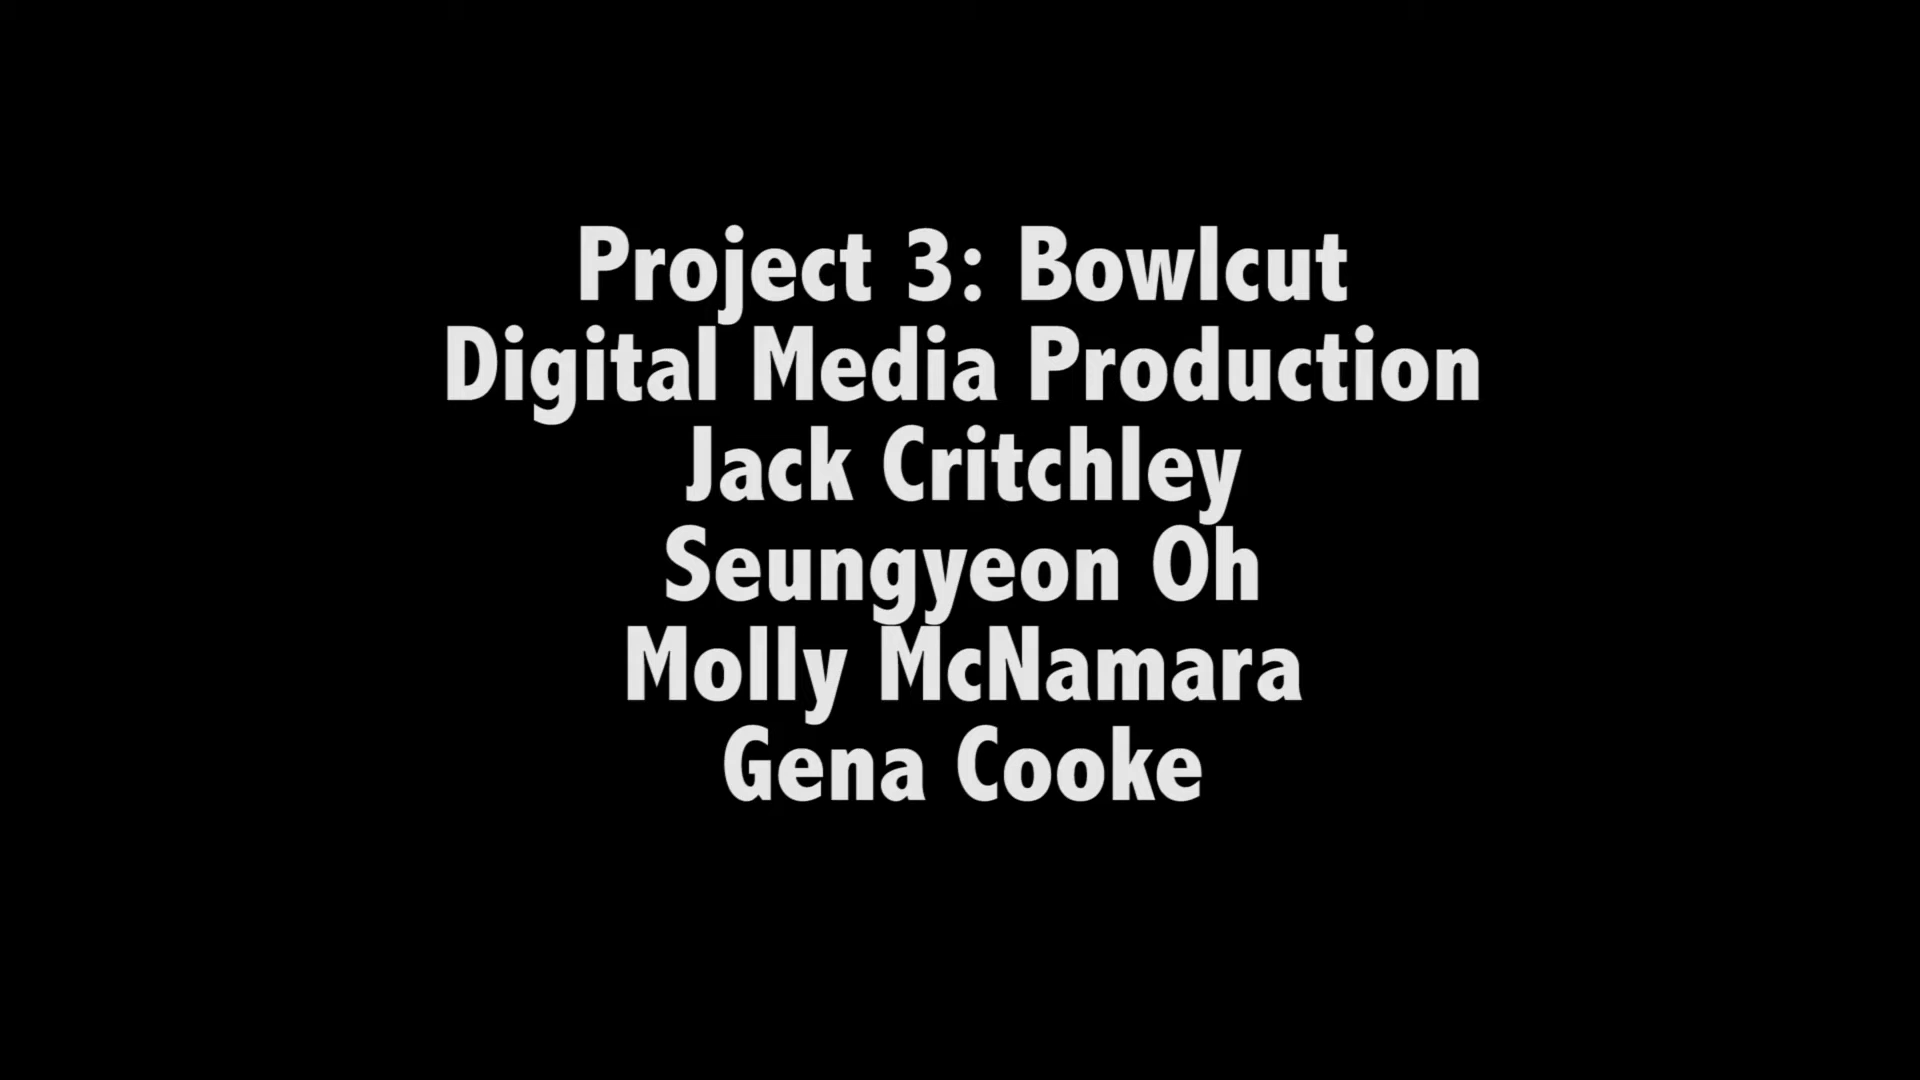 Project 3: Bowlcut
Digital Media Production
Jack Critchley
Seungyeon Oh
Molly McNamara
Gena Cooke